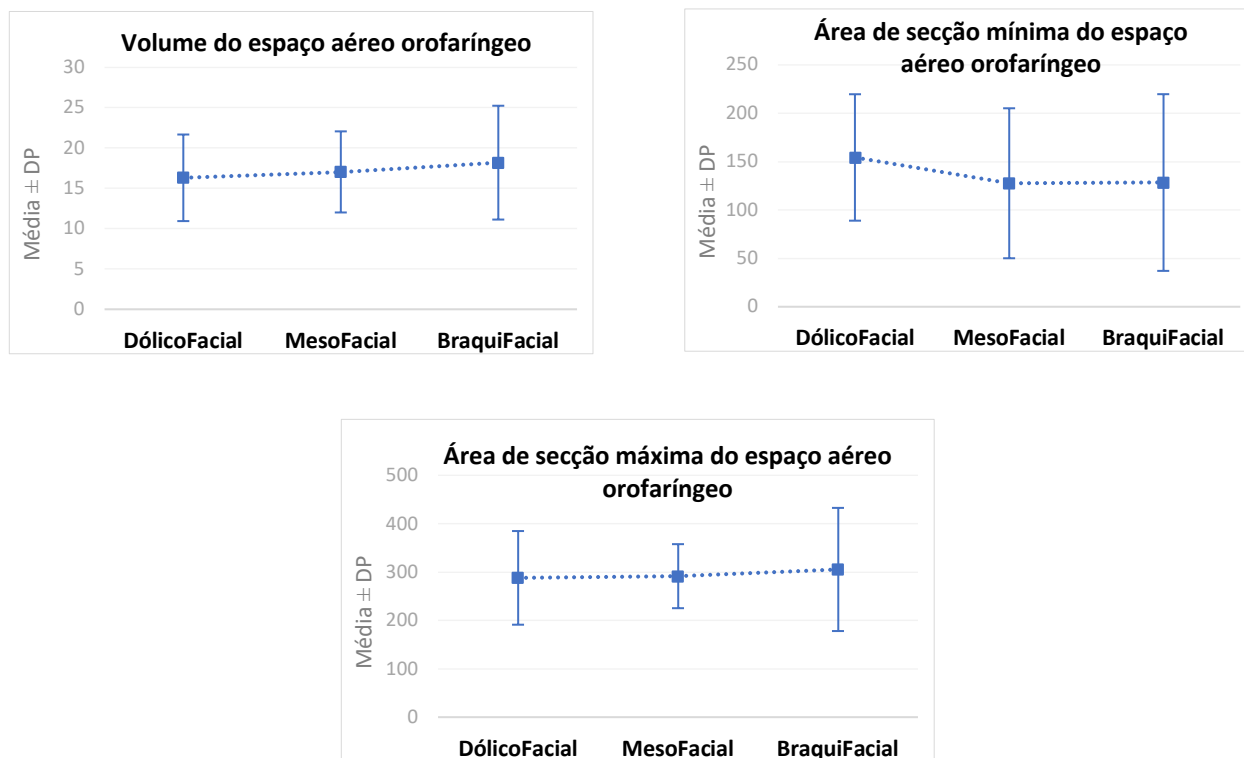 Volume do espaço aéreo orofaríngeo
30
25
20
15
10
5
0
Média ± DP
DólicoFacial MesoFacial BraquiFacial
Área de secção mínima do espaço
aéreo orofaríngeo
250
200
150
100
50
0
Média ± DP
DólicoFacial MesoFacial BraquiFacial
Área de secção máxima do espaço aéreo
orofaríngeo
500
400
300
200
100
0
Média ± DP
DólicoFacial MesoFacial BraquiFacial